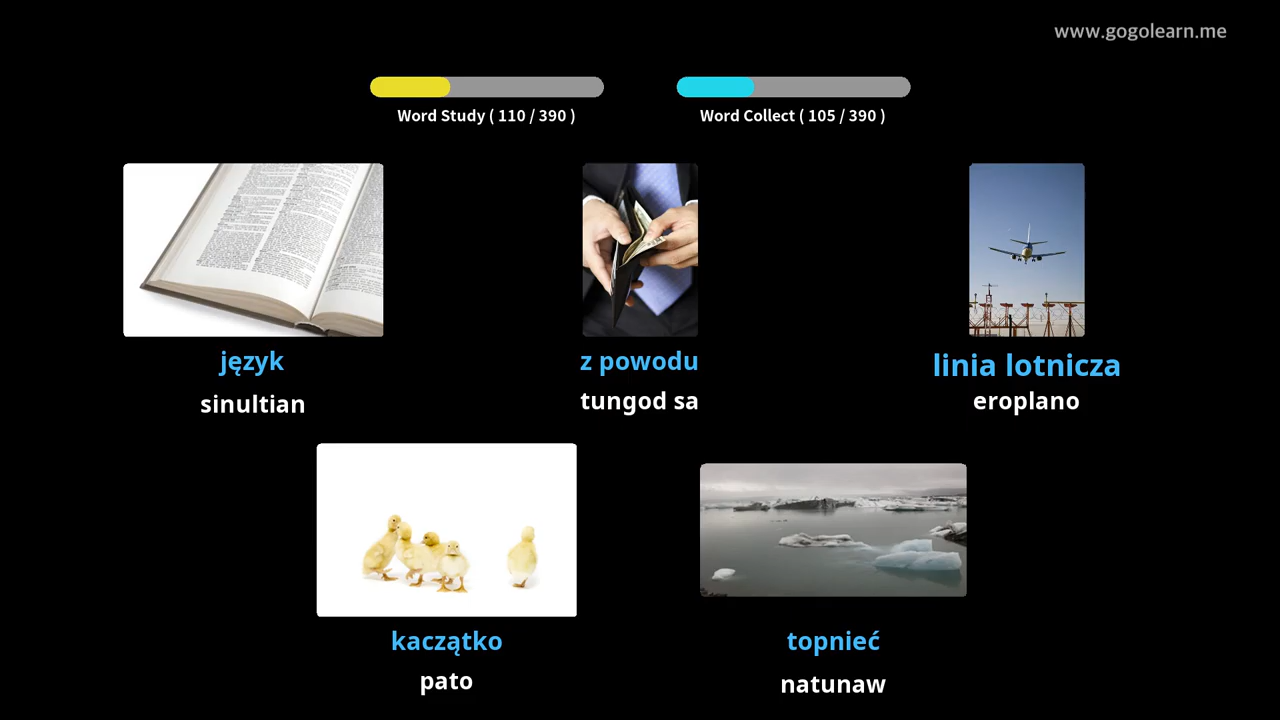 www.gogolearn.me
Word Study ( 110 / 390 )
Word Collect ( 105 / 390 )
język
sinultian
z powodu
tungod sa
linia lotnicza
eroplano
kaczątko
pato
topnieć
natunaw